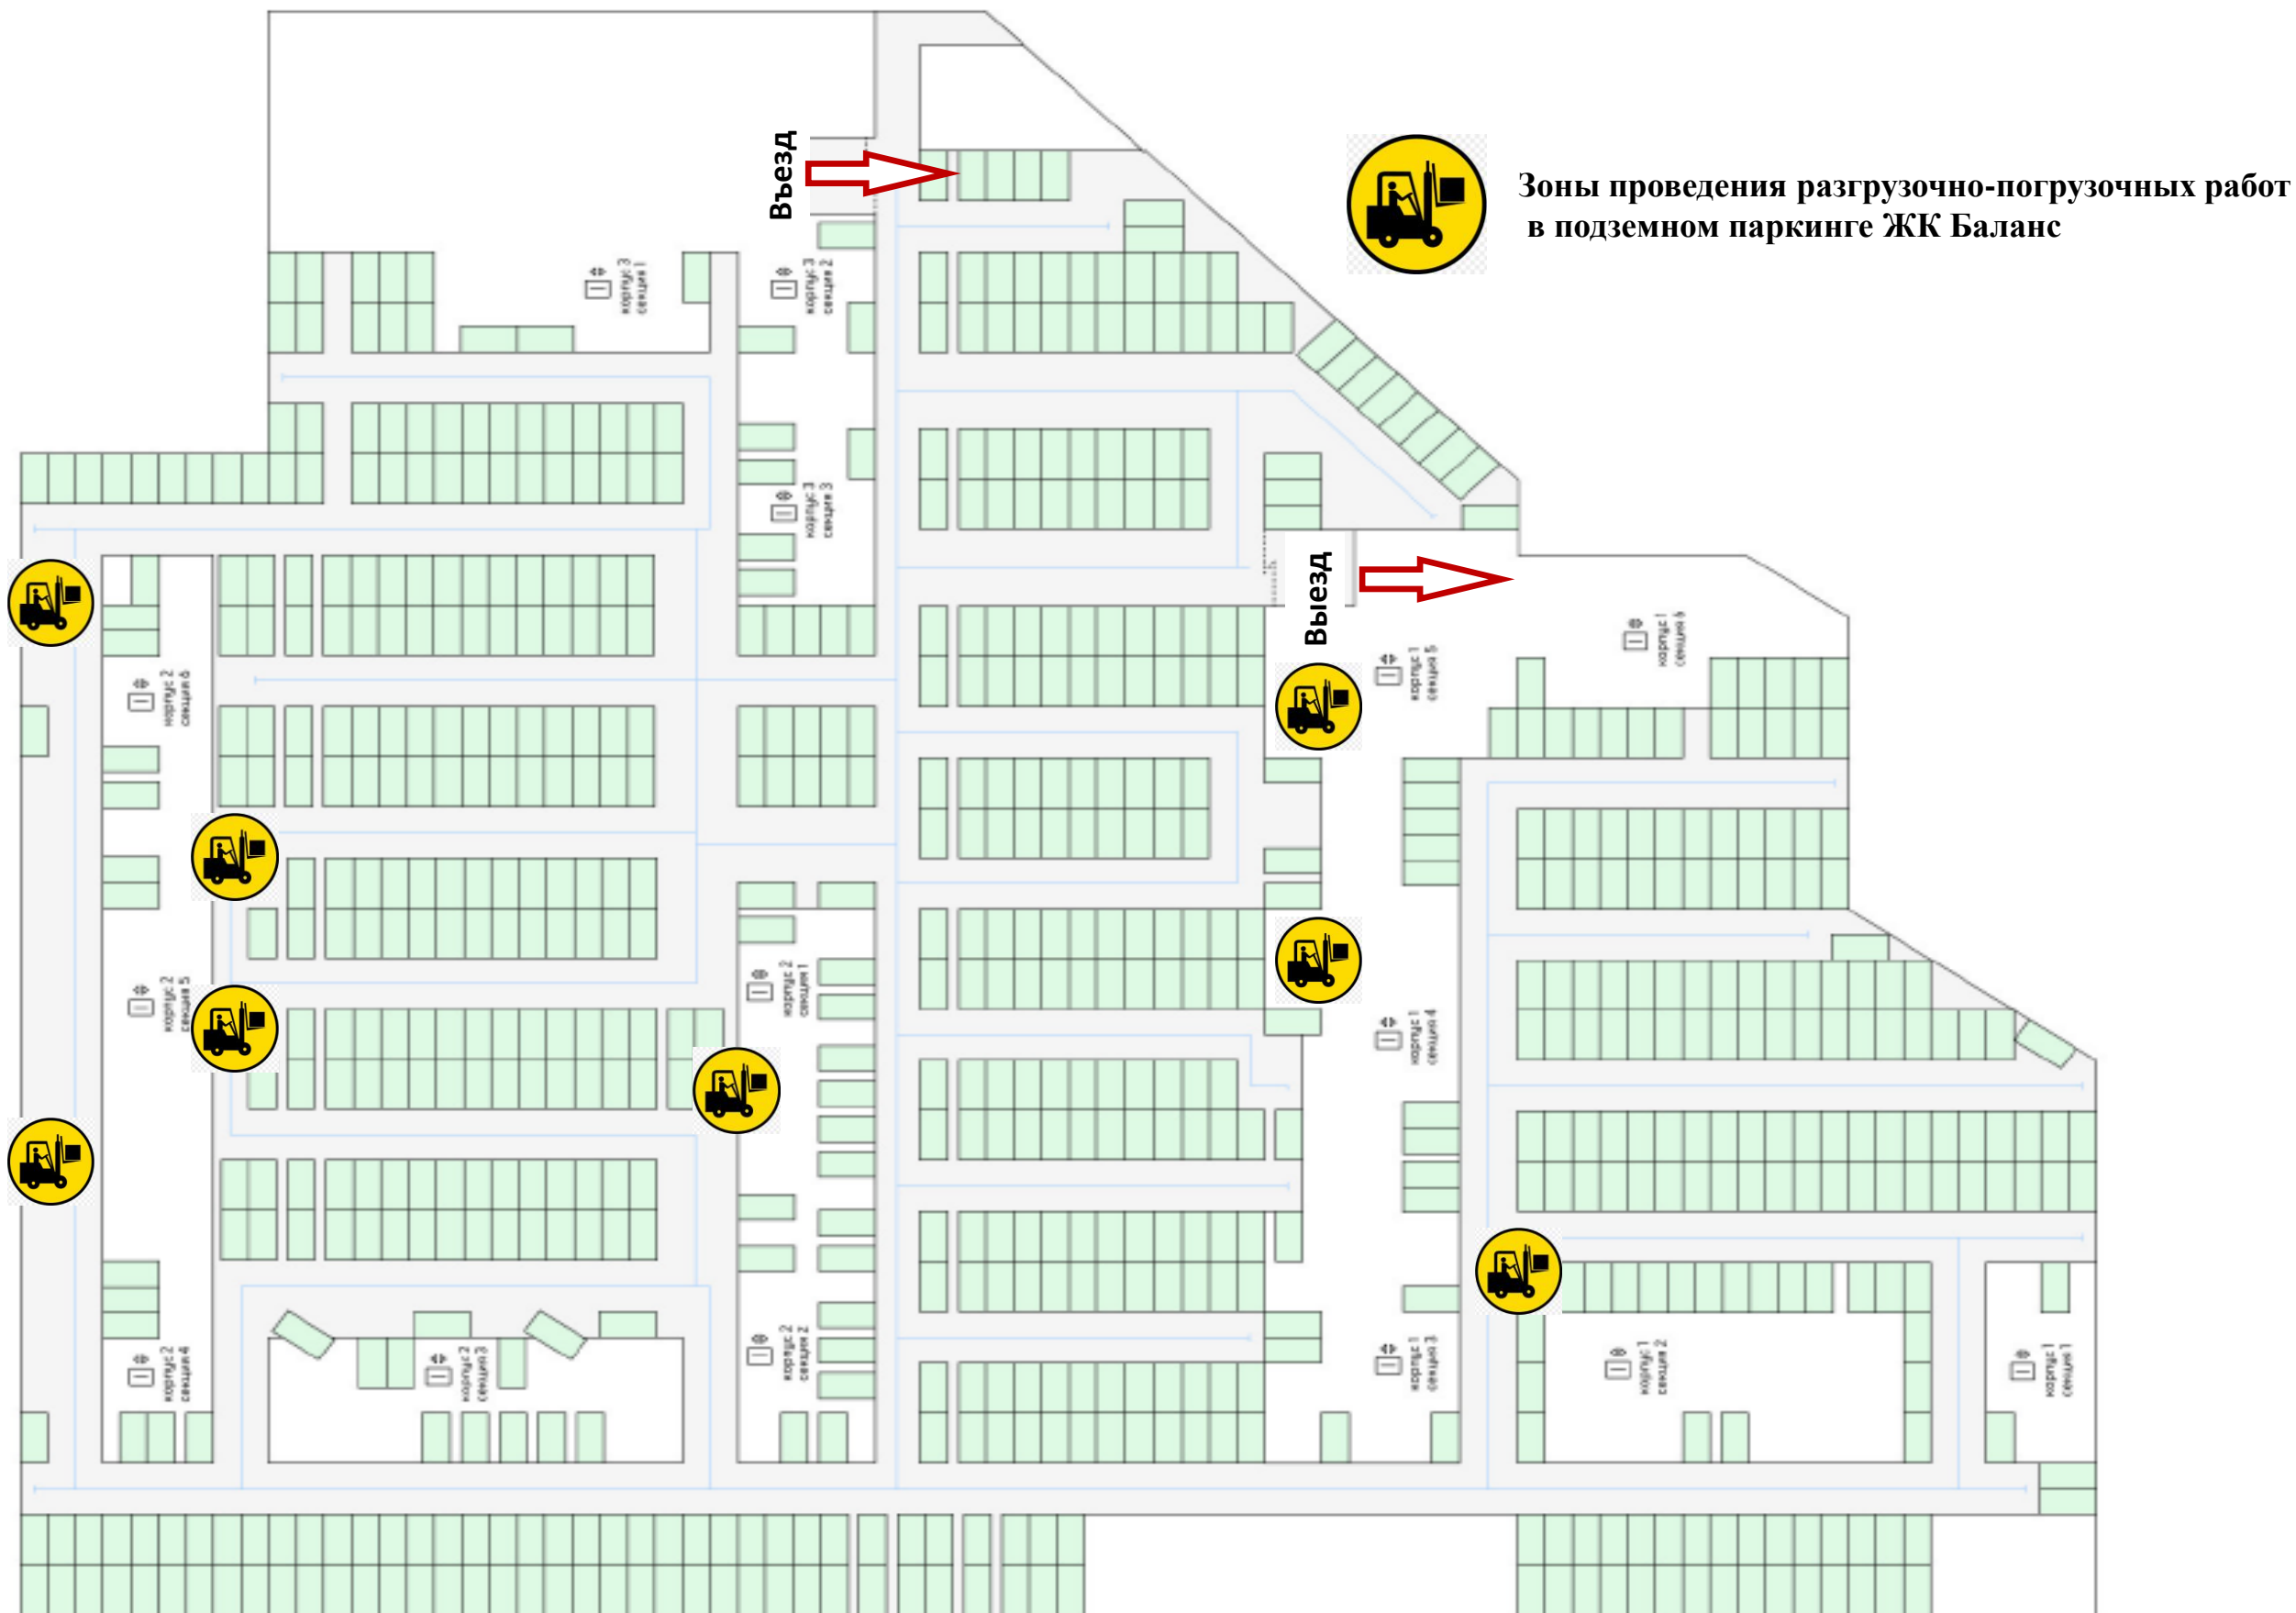 Въезд
Зоны проведения разгрузочно-погрузочных работ
в подземном паркинге ЖК Баланс
корпус 3
секция 1
корпус 3
секция 2
корпус 3
секция 3
Выезд
корпус 1
секция 6
корпус 1
секция 5
корпус 2
секция 6
корпус 2
секция 5
корпус 2
секция 1
корпус 1
секция 4
корпус 2
секция 4
корпус 2
секция 3
корпус 2
секция 2
корпус 1
секция 3
корпус 1
секция 2
корпус 1
секция 1